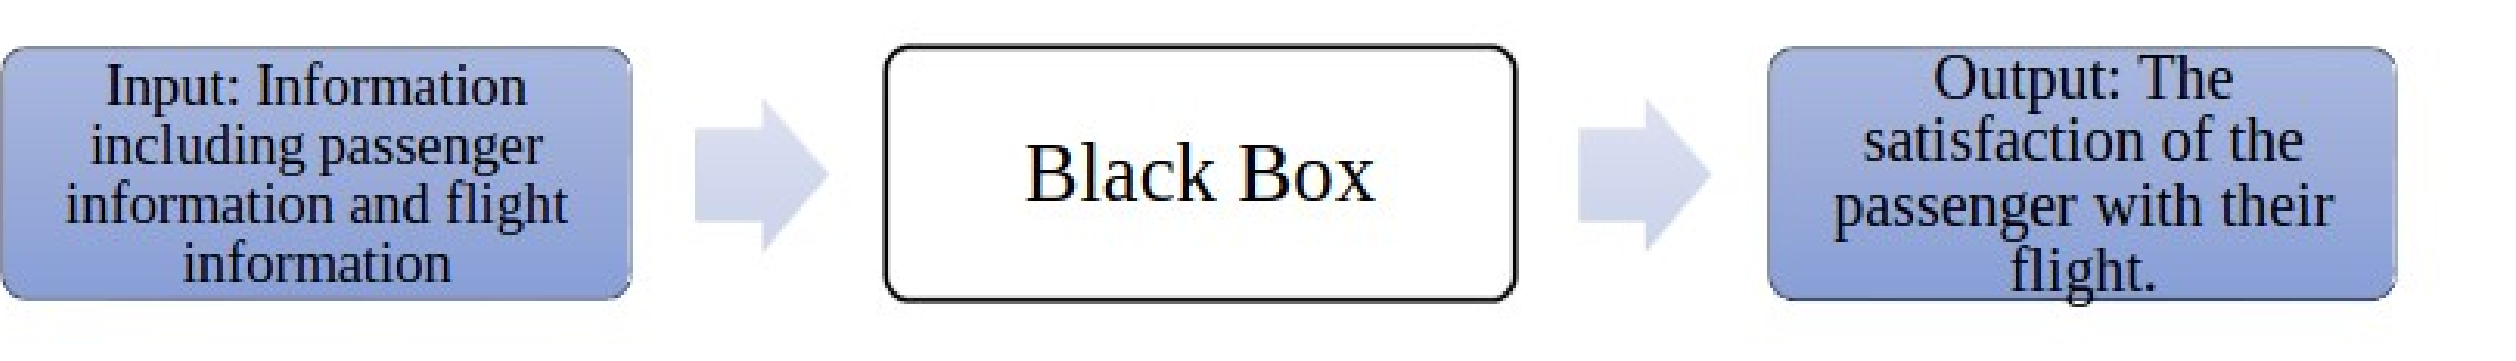 Input: Information
including passenger
information and flight
information
Black Box
Output: The
satisfaction of the
passenger with their
flight.